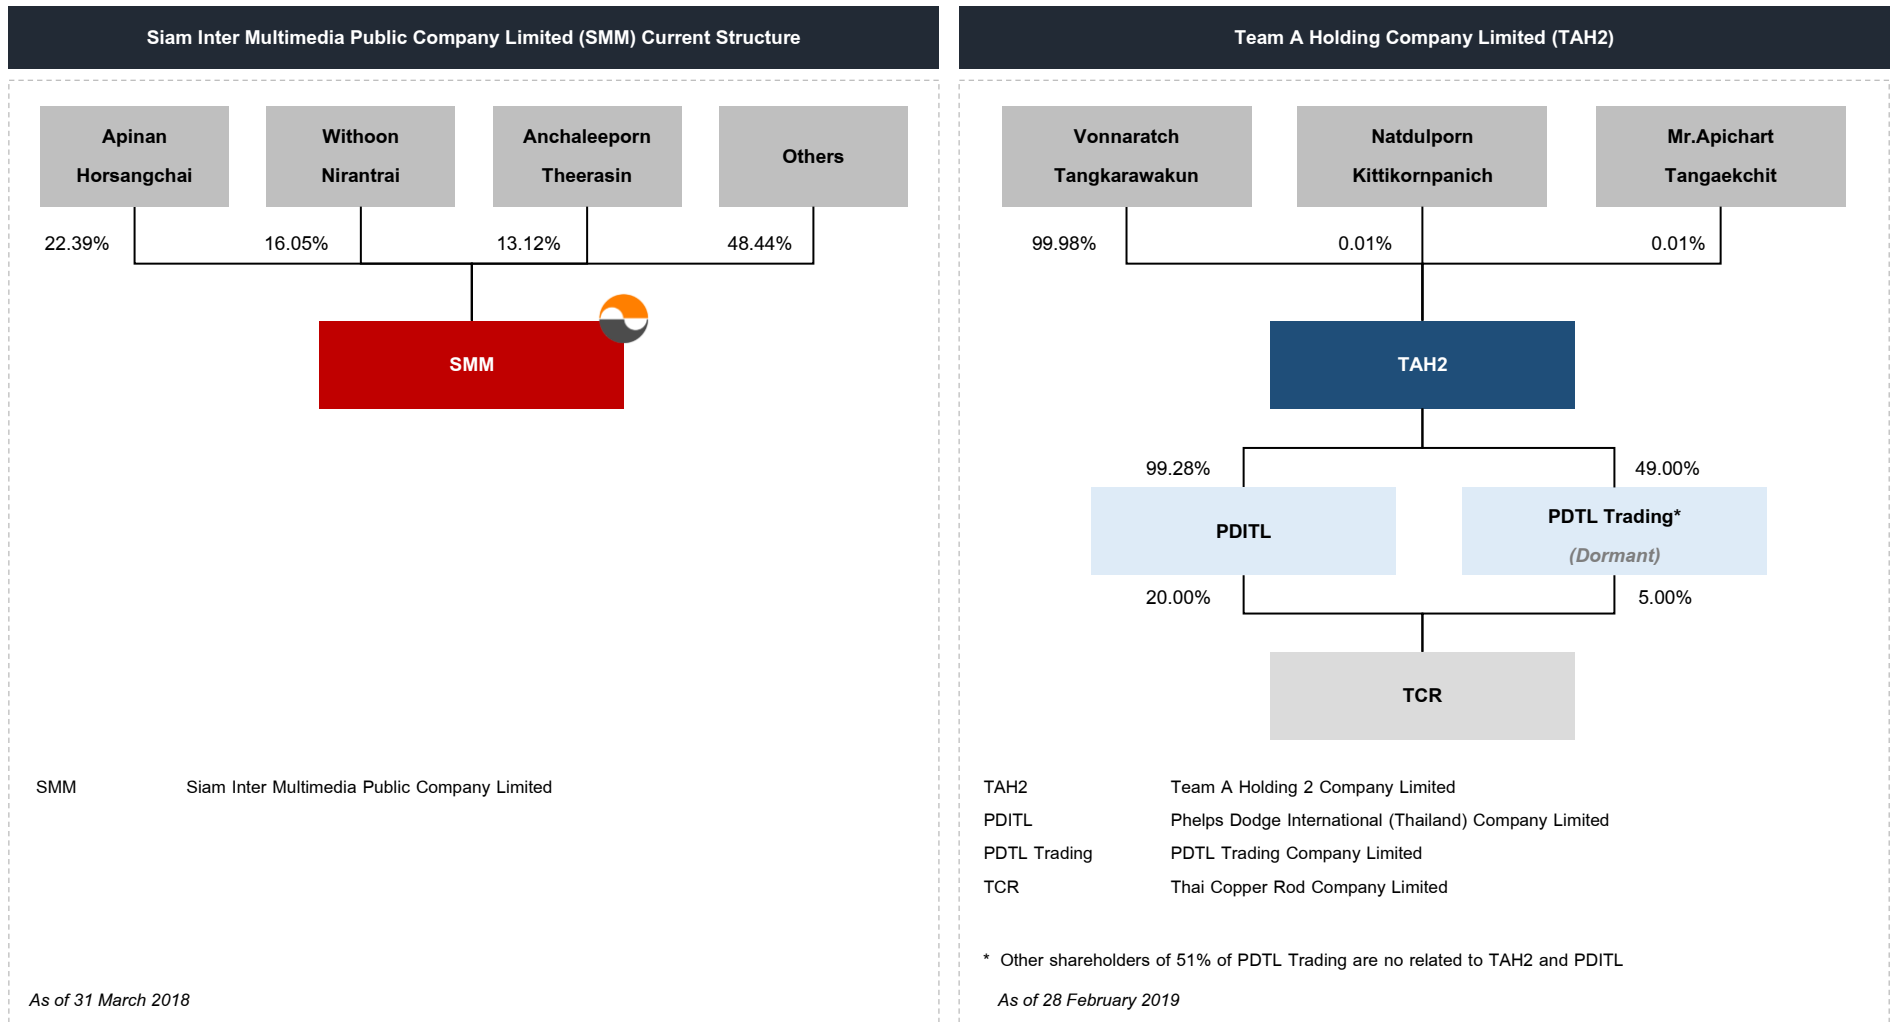 Siam Inter Multimedia Public Company Limited (SMM) Current Structure
Apinan
Horsangchai
Withoon
Nirantrai
Anchaleeporn
Theerasin
Others
22.39%
16.05%
13.12%
48.44%
SMM
SMM Siam Inter Multimedia Public Company Limited
As of 31 March 2018
Team A Holding Company Limited (TAH2)
Vonnaratch
Tangkarawakun
Natdulporn
Kittikornpanich
Mr.Apichart
Tangaekchit
99.98%
0.01%
0.01%
TAH2
99.28%
49.00%
PDITL
PDTL Trading*
(Dormant)
20.00%
5.00%
TCR
TAH2 Team A Holding 2 Company Limited
PDITL Phelps Dodge International (Thailand) Company Limited
PDTL Trading PDTL Trading Company Limited
TCR Thai Copper Rod Company Limited
* Other shareholders of 51% of PDTL Trading are no related to TAH2 and PDITL
As of 28 February 2019